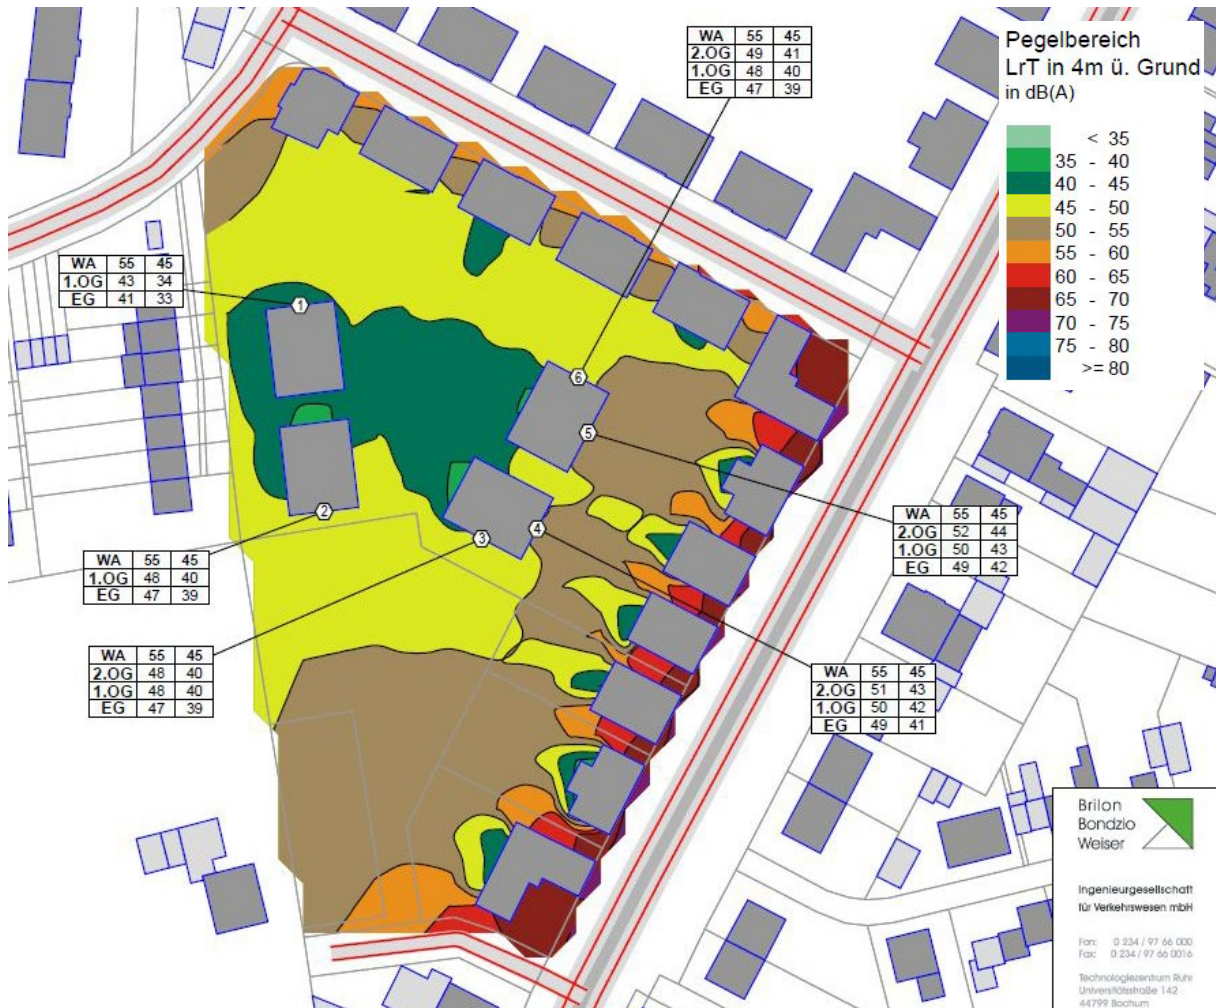 WA 55 45
2.OG 49 41
1.OG 48 40
EG 47 39
Pegelbereich
LrT in 4m ü. Grund
in dB(A)
< 35
35 - 40
40 - 45
45 - 50
50 - 55
55 - 60
60 - 65
65 - 70
70 - 75
75 - 80
>= 80
WA 55 45
1.OG 43 34
EG 41 33
1
6
5
2
3
4
WA 55 45
2.OG 52 44
1.OG 50 43
EG 49 42
WA 55 45
1.OG 48 40
EG 47 39
WA 55 45
2.OG 48 40
1.OG 48 40
EG 47 39
WA 55 45
2.OG 51 43
1.OG 50 42
EG 49 41
Brilon
Bondzio
Weiser
Ingenieurgesellschaft
für Verkehrswesen mbH
Fon: 0 234 / 97 66 000
Fax: 0 234 / 97 66 0016
Technologiezentrum Ruhr
Universitätsstraße 142
44799 Bochum